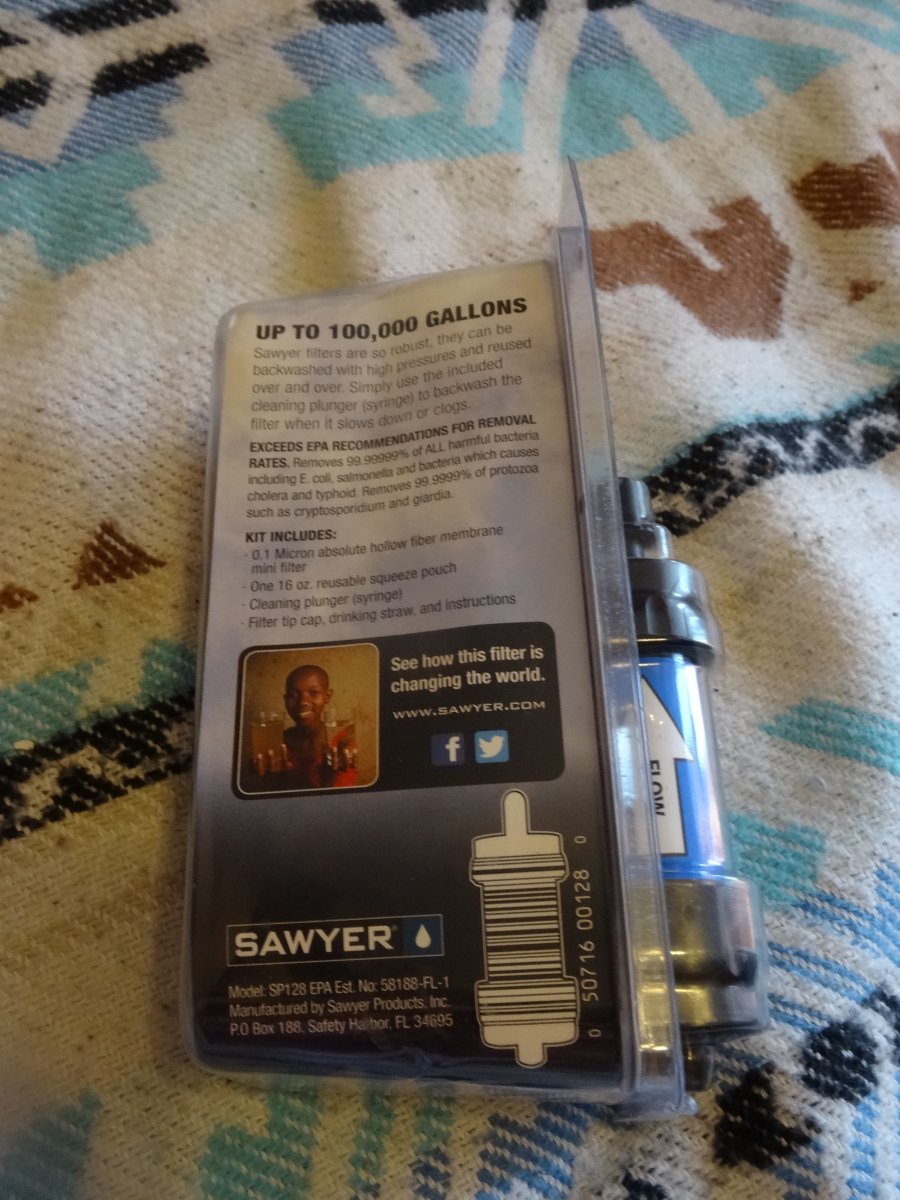 UP TO 100,000 GALLONS
Sawyer filters are so robust, they can be
backwashed with high pressures and reused
over and over. Simply use the included
cleaning plunger (syringe) to backwash the
filter when it slows down or clogs.
EXCEEDS EPA RECOMMENDATIONS FOR REMOVAL
RATES. Removes 99.99999% of ALL harmful bacteria
including E. coli, salmonella and bacteria which causes
cholera and typhoid. Removes 99.9999% of protozoa
such as cryptosporidium and giardia.
KIT INCLUDES:
· 0.1 Micron absolute hollow fiber membrane
mini filter
· One 16 oz. reusable squeeze pouch
· Cleaning plunger (syringe)
· Filter tip cap, drinking straw, and instructions
See how this filter is
changing the world.
WWW.SAWYER.COM
f
FLOW
0 50716 00128 0
SAWYER®
Model: SP128 EPA Est. No: 58188-FL-1
Manufactured by Sawyer Products, Inc.
P.O Box 188, Safety Harbor, FL 34695